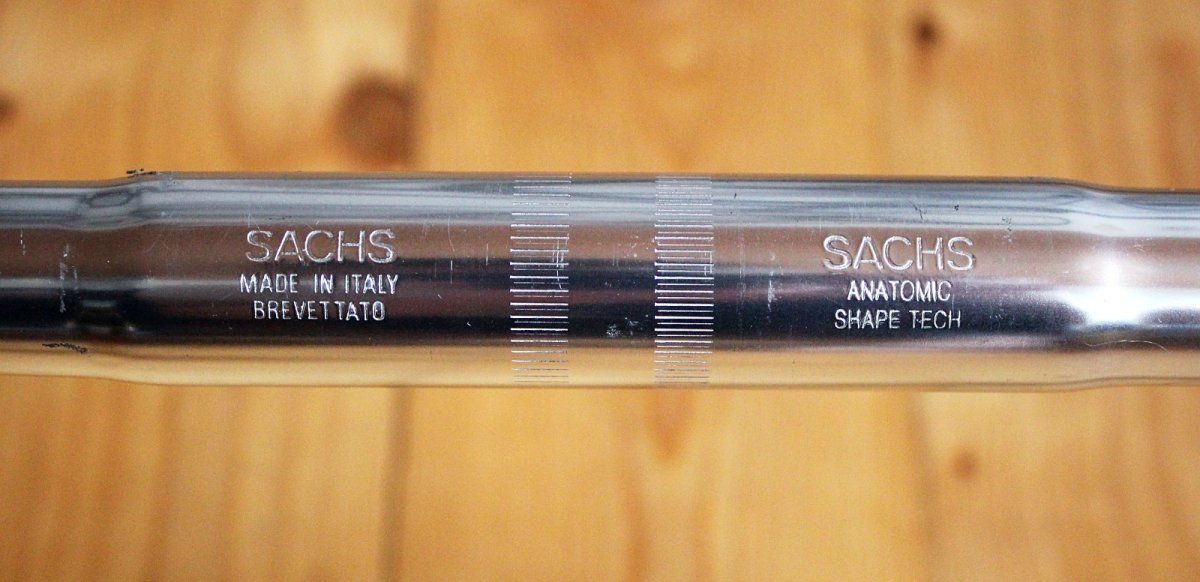 SACHS
MADE IN ITALY
BREVETTATO
SACHS
ANATOMIC
SHAPE TECH